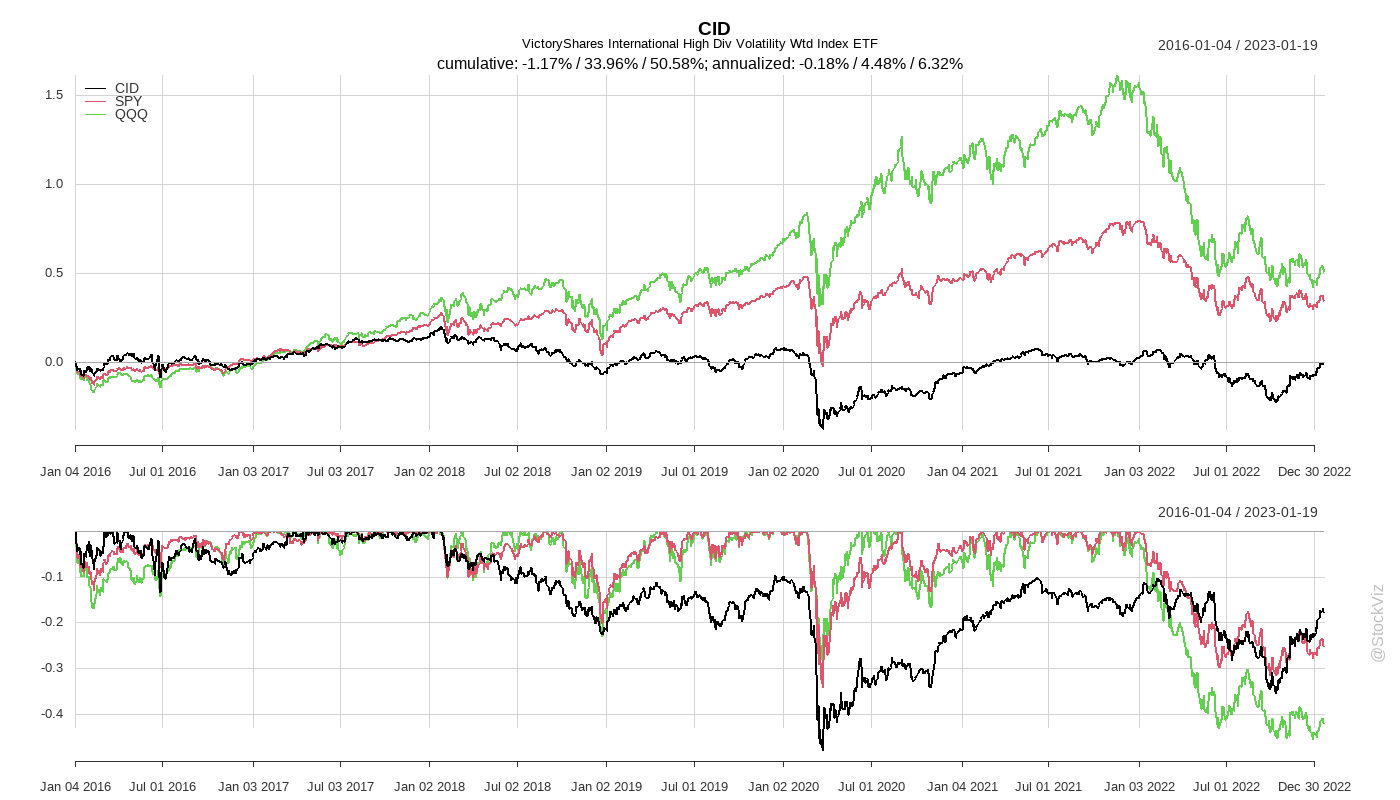 CID
VictoryShares International High Div Volatility Wtd Index ETF
2016-01-04 / 2023-01-19
cumulative: -1.17% / 33.96% / 50.58%; annualized: -0.18% / 4.48% / 6.32%
CID
SPY
QQQ
1.5
1.0
0.5
0.0
Jan 04 2016 Jul 01 2016 Jan 03 2017 Jul 03 2017 Jan 02 2018 Jul 02 2018 Jan 02 2019 Jul 01 2019 Jan 02 2020 Jul 01 2020 Jan 04 2021 Jul 01 2021 Jan 03 2022 Jul 01 2022 Dec 30 2022
2016-01-04 / 2023-01-19
-0.1
-0.2
-0.3
-0.4
Jan 04 2016 Jul 01 2016 Jan 03 2017 Jul 03 2017 Jan 02 2018 Jul 02 2018 Jan 02 2019 Jul 01 2019 Jan 02 2020 Jul 01 2020 Jan 04 2021 Jul 01 2021 Jan 03 2022 Jul 01 2022 Dec 30 2022
@StockViz